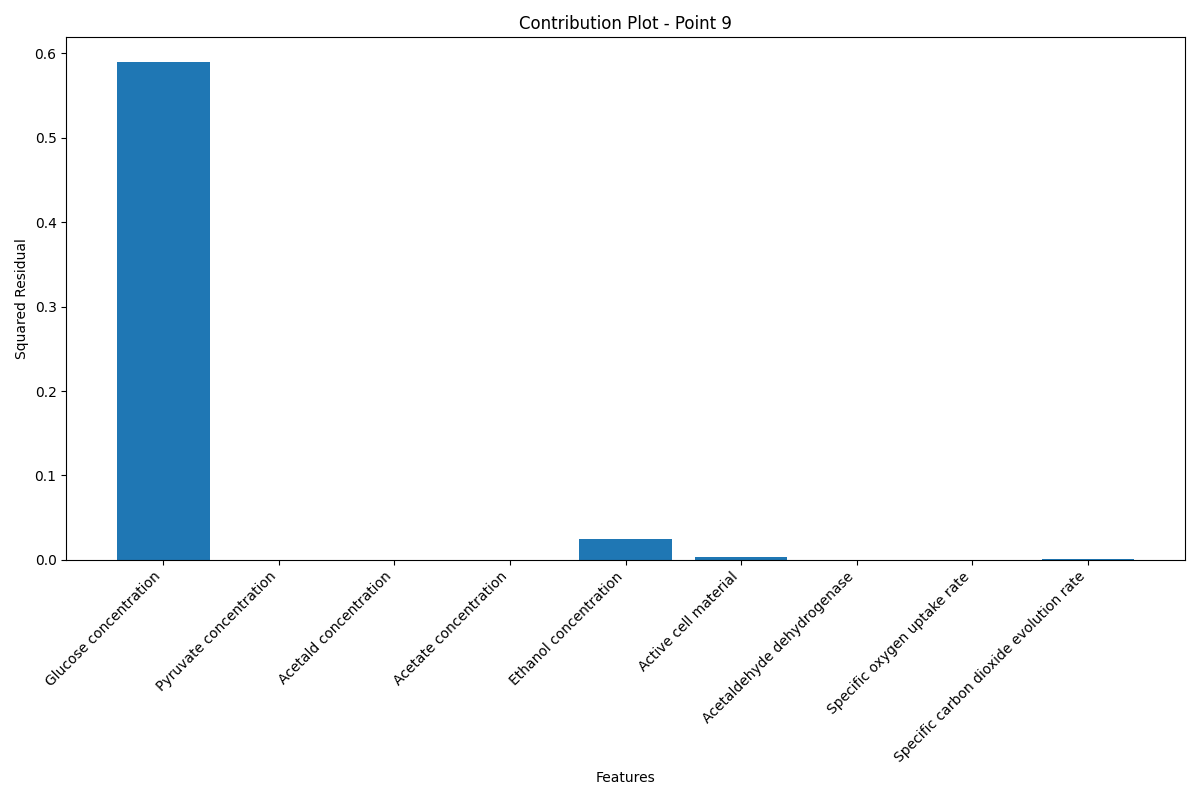 Contribution Plot - Point 9
Squared Residual
0.6
0.5
0.4
0.3
0.2
0.1
0.0
Glucose concentration
Pyruvate concentration
Acetald concentration
Acetate concentration
Ethanol concentration
Active cell material
Acetaldehyde dehydrogenase
Specific oxygen uptake rate
Specific carbon dioxide evolution rate
Features